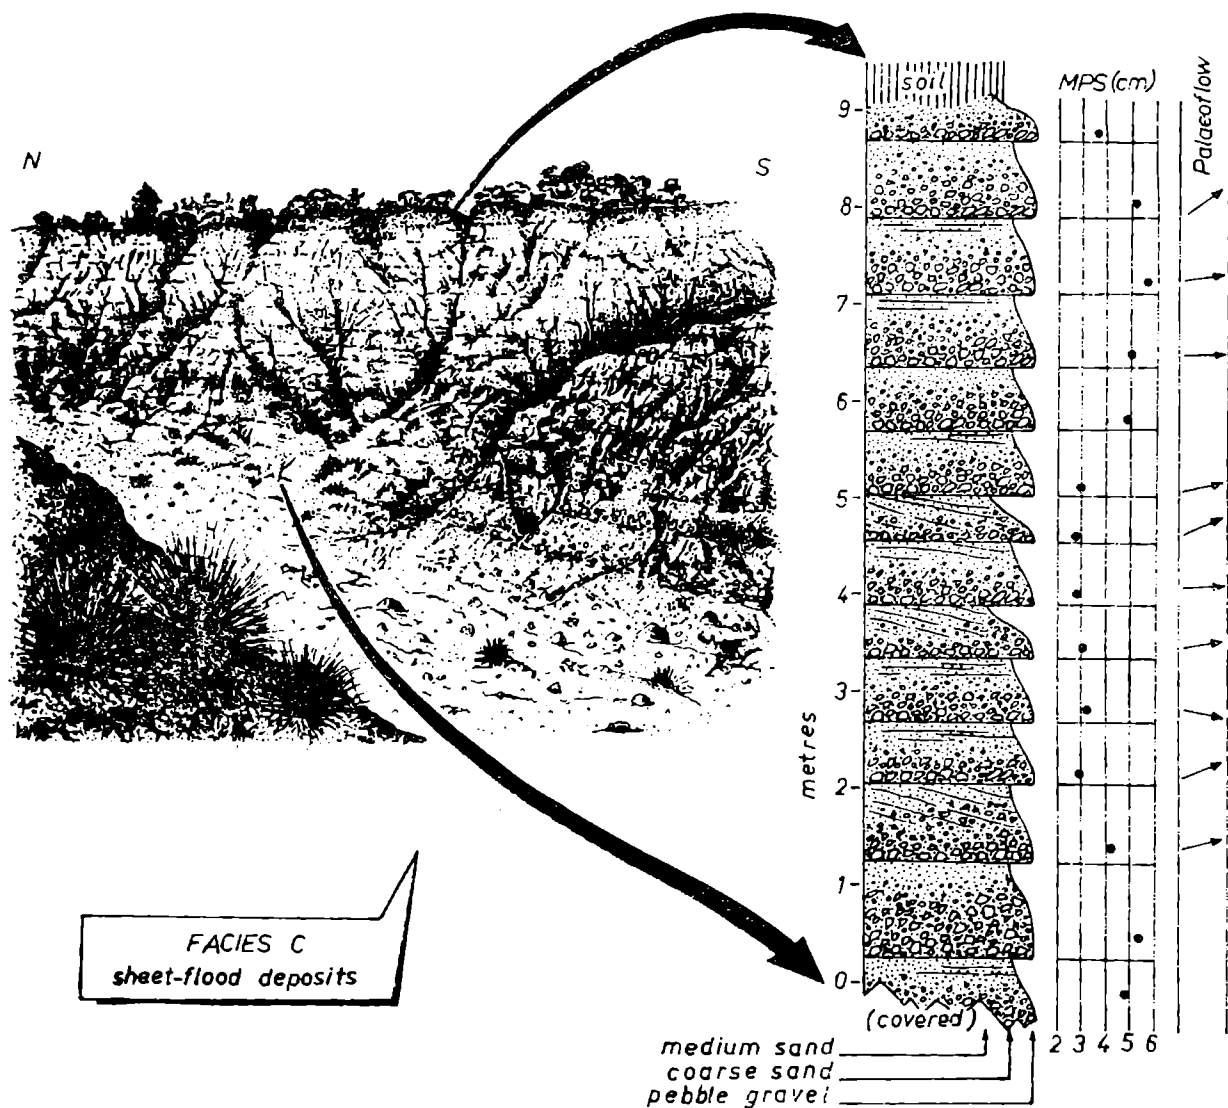 N
S
soil
MPS (cm)
Palaeoflow
9
8
7
6
5
4
3
2
1
0
metres
FACIES C
sheet-flood deposits
(covered)
medium sand
coarse sand
pebble gravel
2 3 4 5 6